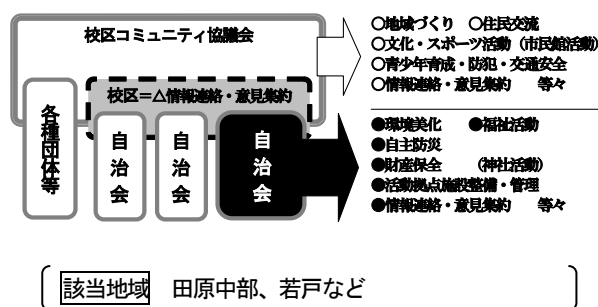 校区コミュニティ協議会
校区＝△情報連絡・意見集約
各種団体等
自治会
自治会
自治会
○地域づくり　○住民交流
○文化・スポーツ活動（市民館活動）
○青少年育成・防犯・交通安全
○情報連絡・意見集約　等々
●環境美化　●福祉活動
●自主防災
●財産保全　（神社活動）
●活動拠点施設整備・管理
●情報連絡・意見集約　等々
該当地域　田原中部、若戸など